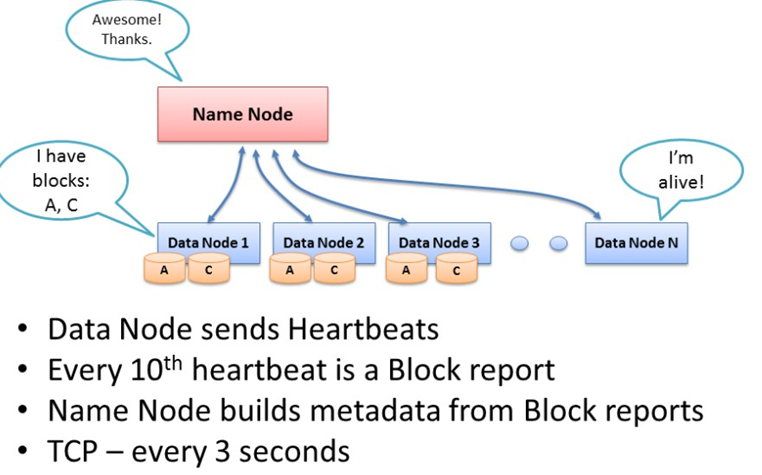 Awesome!
Thanks.
Name Node
I have
blocks:
A, C
I'm
alive!
Data Node 1
Data Node 2
Data Node 3
Data Node N
A
C
A
C
A
C
• Data Node sends Heartbeats
• Every 10th heartbeat is a Block report
• Name Node builds metadata from Block reports
• TCP – every 3 seconds